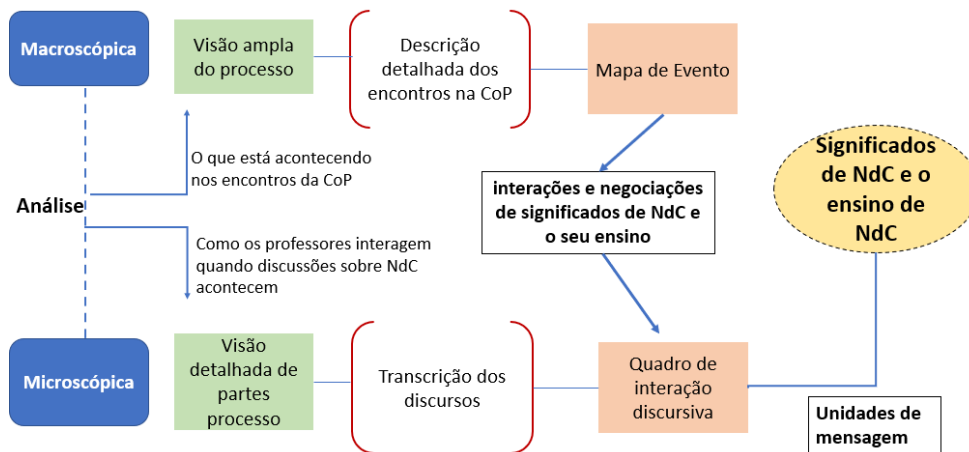 Macroscópica
Visão ampla
do processo
Descrição
detalhada dos
encontros na CoP
Mapa de Evento
O que está acontecendo
nos encontros da CoP
Análise
Como os professores interagem
quando discussões sobre NdC
acontecem
interações e negociações
de significados de NdC e
o seu ensino
Significados
de NdC e o
ensino de
NdC
Microscópica
Visão
detalhada de
partes
processo
Transcrição dos
discursos
Quadro de
interação
discursiva
Unidades de
mensagem